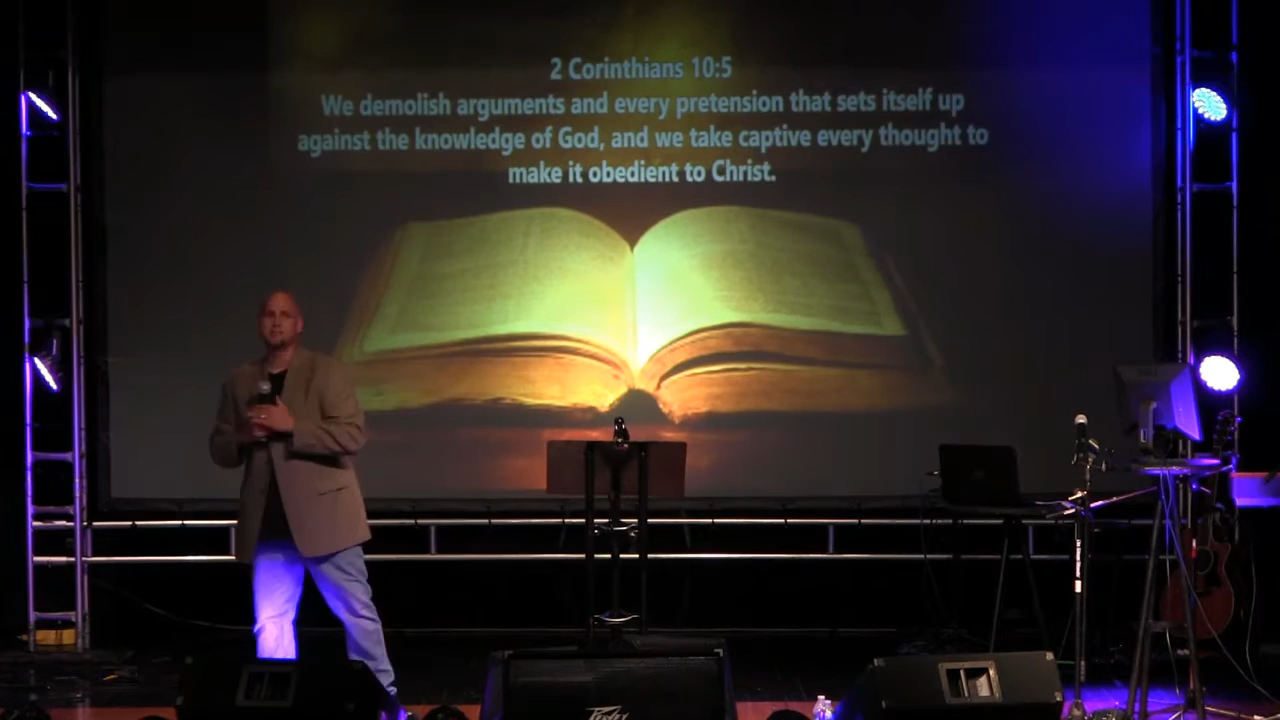 2 Corinthians 10:5
We demolish arguments and every pretension that sets itself up
against the knowledge of God, and we take captive every thought to
make it obedient to Christ.
PEAVEY